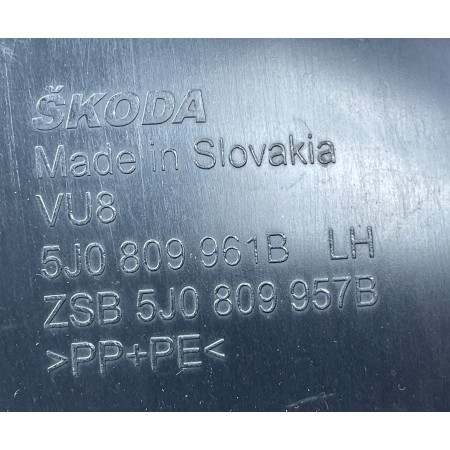 ŠKODA
Made in Slovakia
VU8
5J0 809 961B LH
ZSB 5J0 809 957B
>PP+PE<